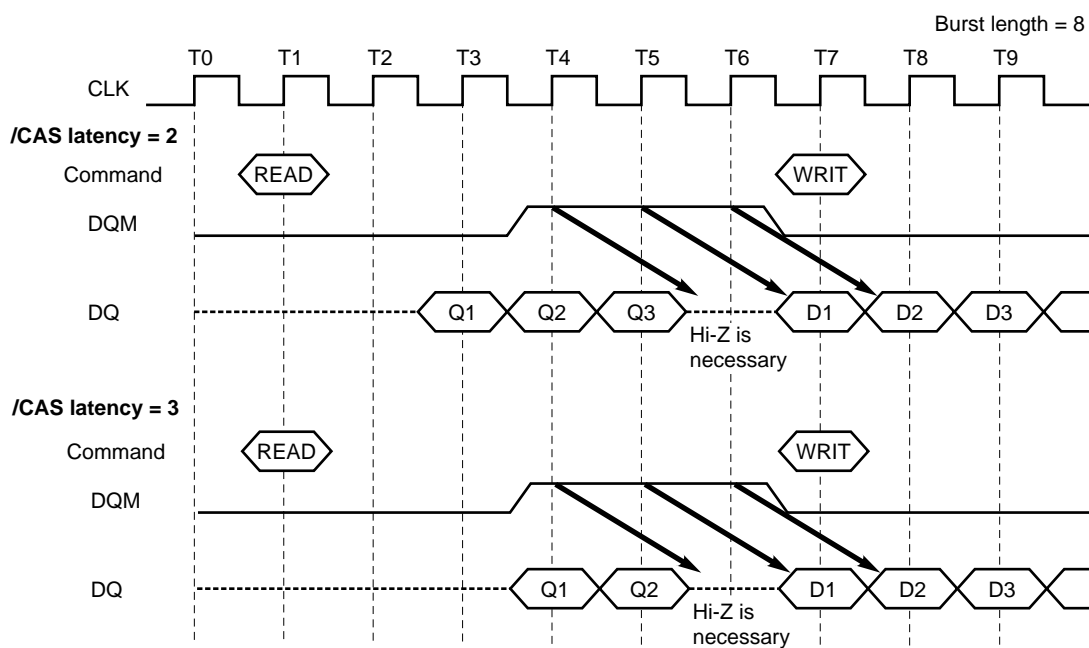 Burst length = 8
T0 T1 T2 T3 T4 T5 T6 T7 T8 T9
CLK
/CAS latency = 2
Command READ WRIT
DQM
DQ Q1 Q2 Q3 D1 D2 D3
Hi-Z is
necessary
/CAS latency = 3
Command READ WRIT
DQM
DQ Q1 Q2 D1 D2 D3
Hi-Z is
necessary